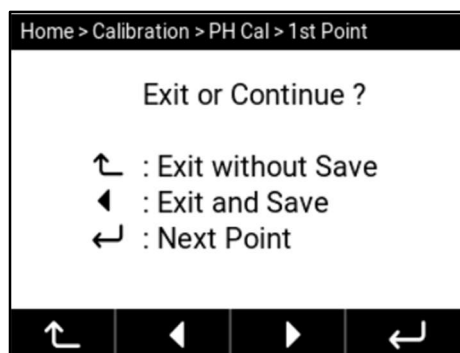 Home > Calibration > PH Cal > 1st Point
Exit or Continue ?
: Exit without Save
: Exit and Save
: Next Point